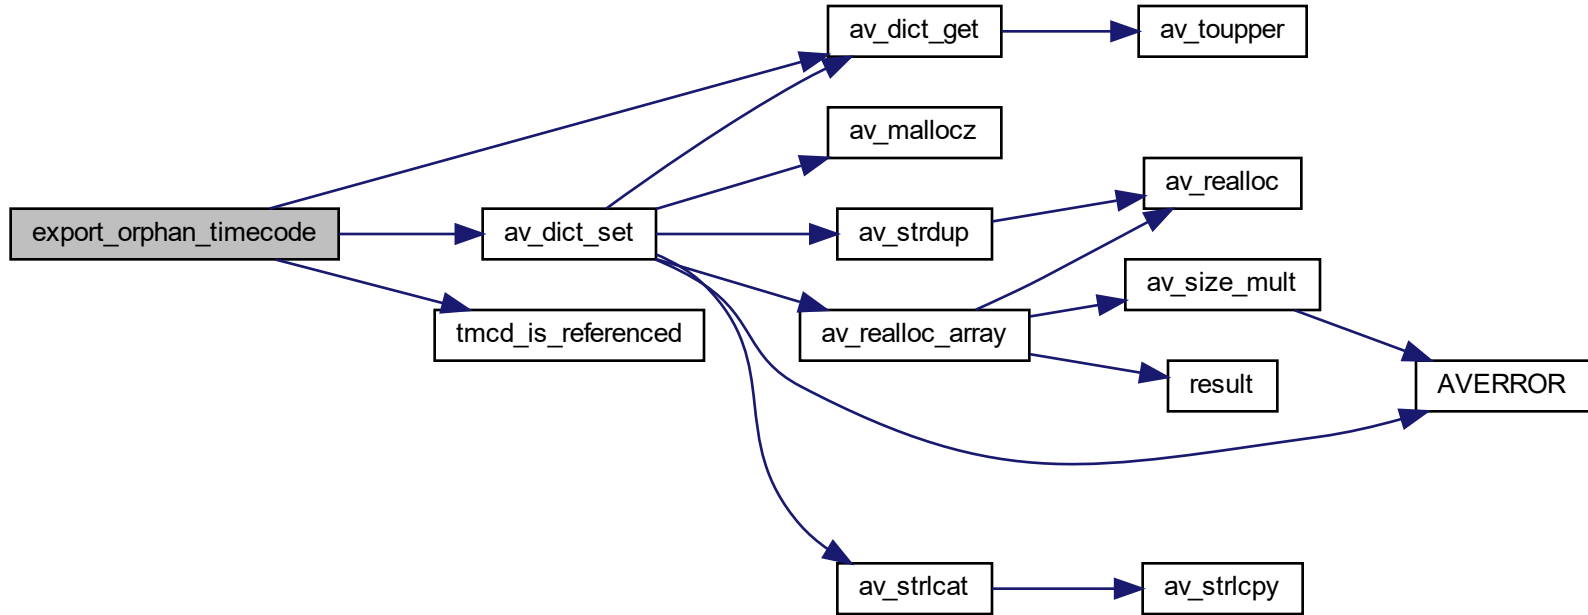 export_orphan_timecode
av_dict_get
av_toupper
av_dict_set
av_mallocz
av_strdup
av_realloc
tmcd_is_referenced
av_realloc_array
av_size_mult
result
AVERROR
av_strlcat
av_strlcpy